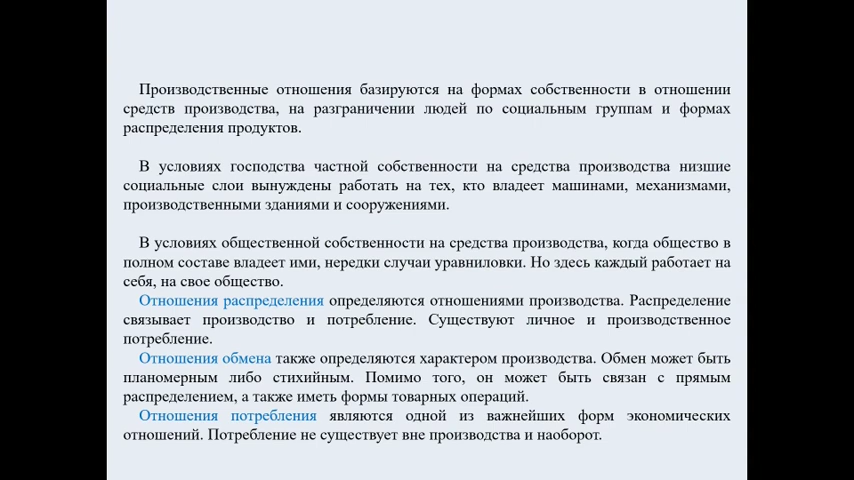 Производственные отношения базируются на формах собственности в отношении
средств производства, на разграничении людей по социальным группам и формах
распределения продуктов.
В условиях господства частной собственности на средства производства низшие
социальные слои вынуждены работать на тех, кто владеет машинами, механизмами,
производственными зданиями и сооружениями.
В условиях общественной собственности на средства производства, когда общество в
полном составе владеет ими, нередки случаи уравниловки. Но здесь каждый работает на
себя, на свое общество.
Отношения распределения определяются отношениями производства. Распределение
связывает производство и потребление. Существуют личное и производственное
потребление.
Отношения обмена также определяются характером производства. Обмен может быть
планомерным либо стихийным. Помимо того, он может быть связан с прямым
распределением, а также иметь формы товарных операций.
Отношения потребления являются одной из важнейших форм экономических
отношений. Потребление не существует вне производства и наоборот.